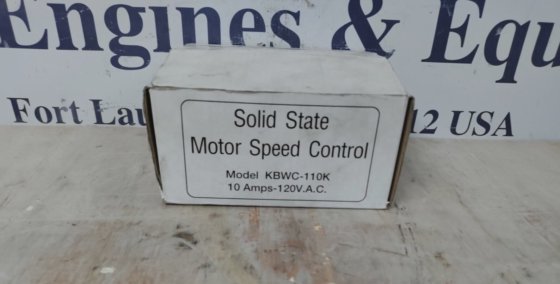 Engines & Equ
Fort Lau
12 USA
Solid State
Motor Speed Control
Model KBWC-110K
10 Amps-120V.A.C.